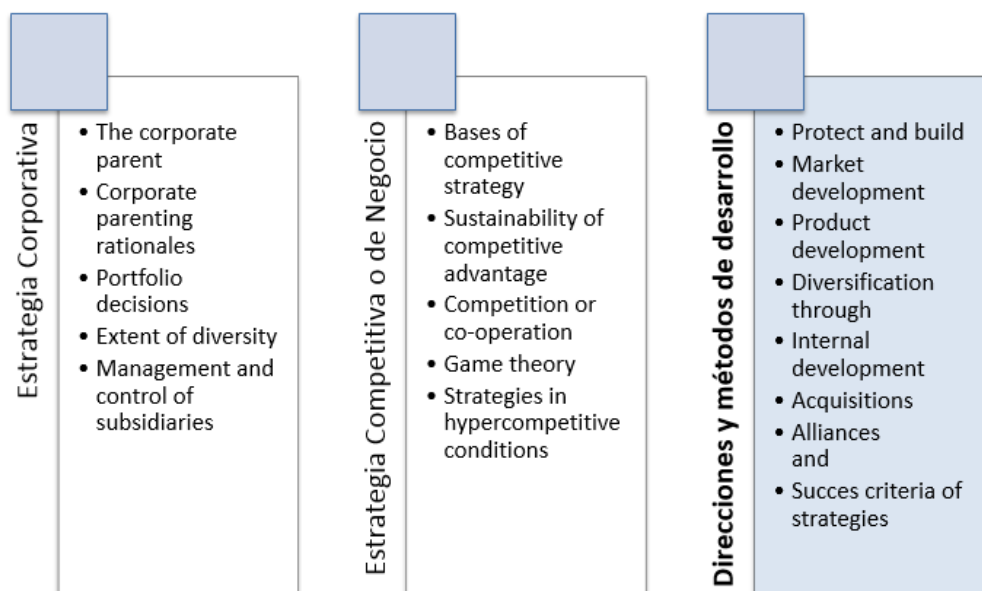 Estrategia Corporativa
• The corporate
parent
• Corporate
parenting
rationales
• Portfolio
decisions
• Extent of diversity
• Management and
control of
subsidiaries
Estrategia Competitiva o de Negocio
• Bases of
competitive
strategy
• Sustainability of
competitive
advantage
• Competition or
co-operation
• Game theory
• Strategies in
hypercompetitive
conditions
Direcciones y métodos de desarrollo
• Protect and build
• Market
development
• Product
development
• Diversification
through
• Internal
development
• Acquisitions
• Alliances
and
• Succes criteria of
strategies